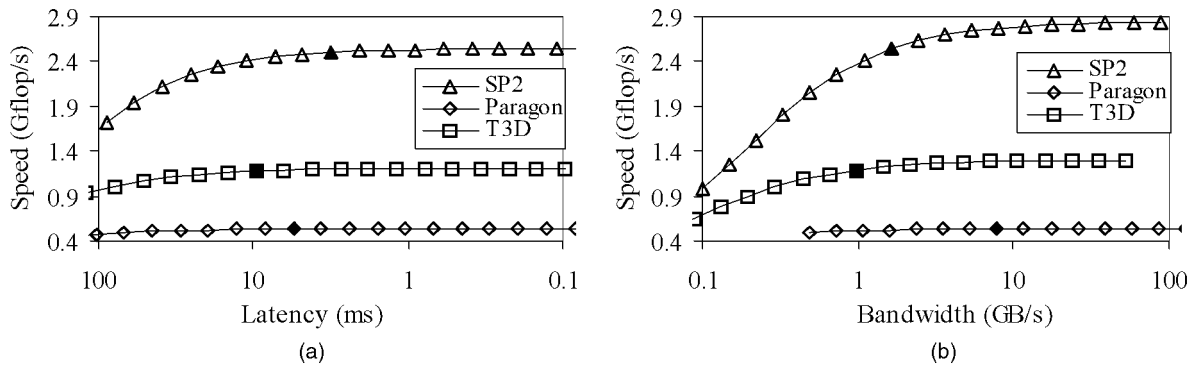 2.9
2.4
1.9
1.4
0.9
0.4
Speed (Gflop/s)
SP2
Paragon
T3D
100
10
1
0.1
Latency (ms)
(a)
2.9
2.4
1.9
1.4
0.9
0.4
Speed (Gflop/s)
SP2
Paragon
T3D
0.1
1
10
100
Bandwidth (GB/s)
(b)